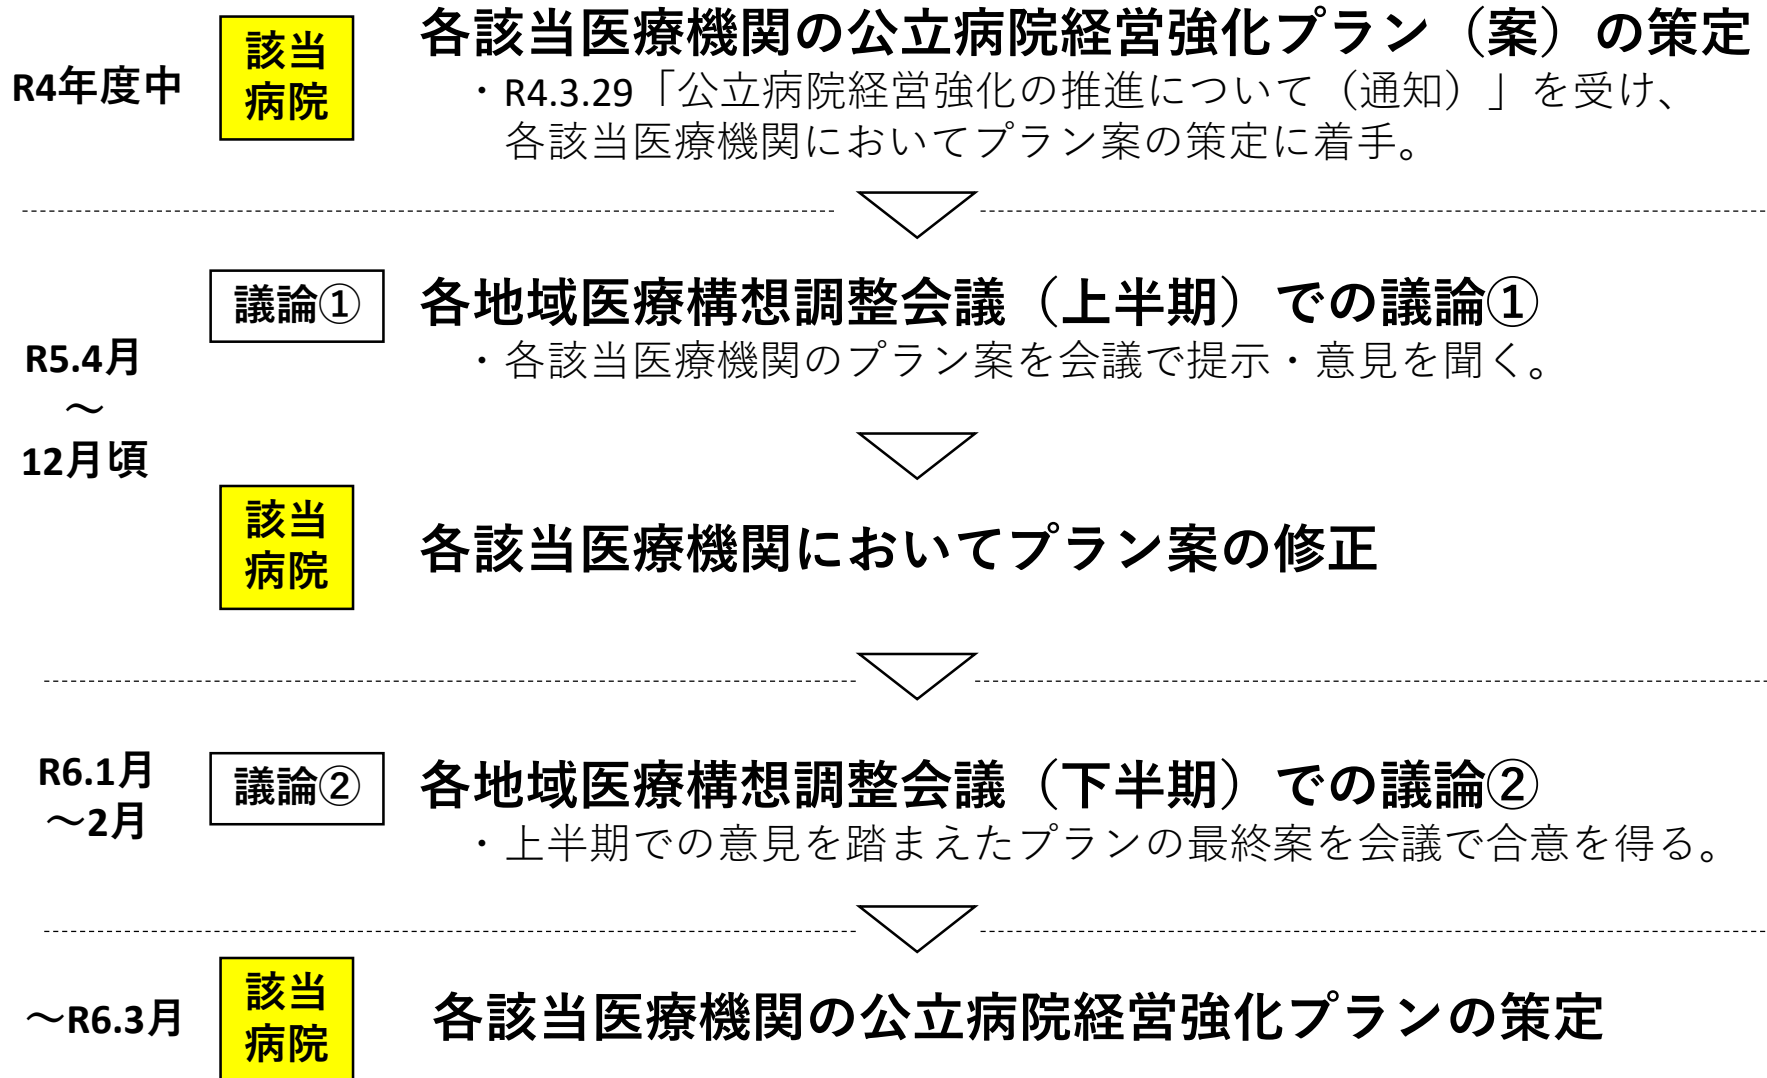 R4年度中
該当
病院
各該当医療機関の公立病院経営強化プラン（案）の策定
・R4.3.29「公立病院経営強化の推進について（通知）」を受け、
各該当医療機関においてプラン案の策定に着手。
R5.4月
～
12月頃
議論①
各地域医療構想調整会議（上半期）での議論①
・各該当医療機関のプラン案を会議で提示・意見を聞く。
該当
病院
各該当医療機関においてプラン案の修正
R6.1月
～2月
議論②
各地域医療構想調整会議（下半期）での議論②
・上半期での意見を踏まえたプランの最終案を会議で合意を得る。
～R6.3月
該当
病院
各該当医療機関の公立病院経営強化プランの策定